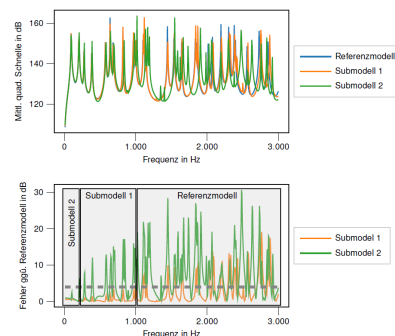 160
140
120
Mittl. quad. Schnelle in dB
0
1.000
2.000
3.000
Frequenz in Hz
Referenzmodell
Submodell 1
Submodell 2
30
20
10
0
Fehler ggü. Referenzmodell in dB
Submodell 2
Submodell 1
Referenzmodell
0
1.000
2.000
3.000
Frequenz in Hz
Submodel 1
Submodell 2